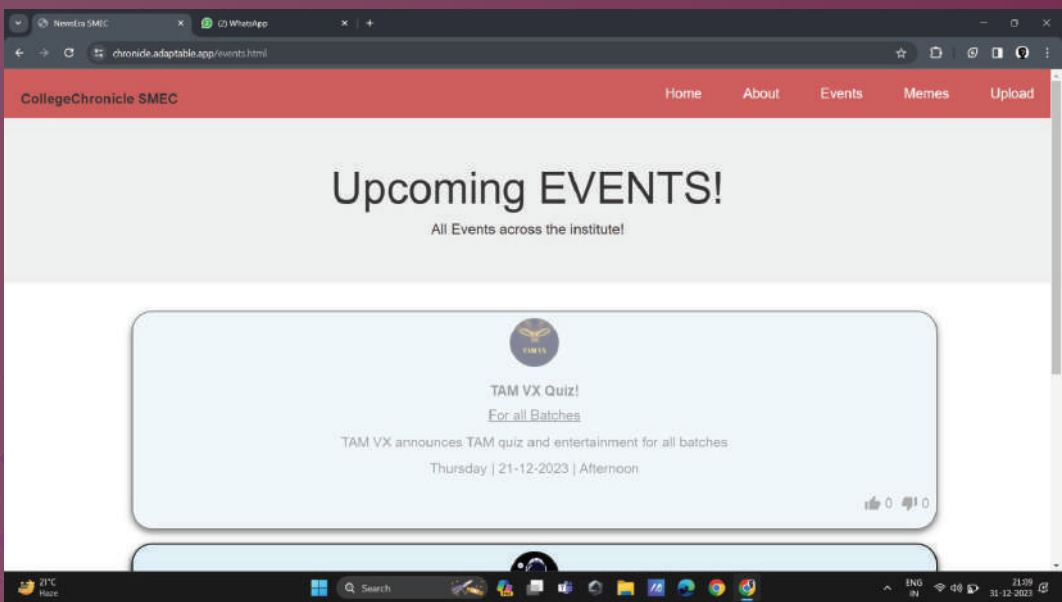 NewsEra SMEC
(2) WhatsApp
chronicle.adaptable.app/events.html
CollegeChronicle SMEC
Home About Events Memes Upload
Upcoming EVENTS!
All Events across the institute!
TAM VX
TAM VX Quiz!
For all Batches
TAM VX announces TAM quiz and entertainment for all batches
Thursday | 21-12-2023 | Afternoon
0 0
21°C
Haze
Search
ENG
IN
21:09
31-12-2023